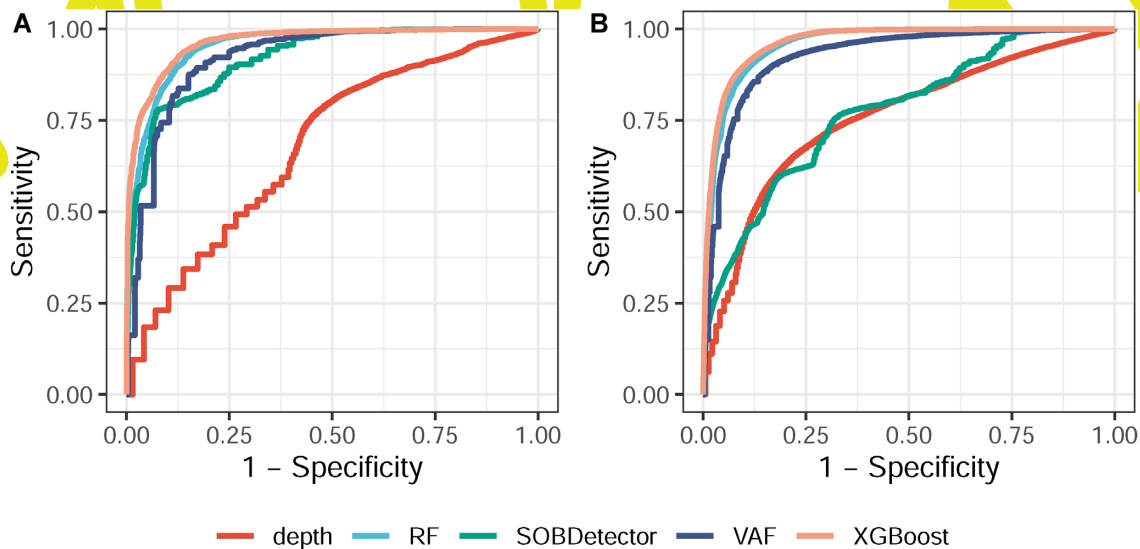 A
B
1.00
0.75
0.50
0.25
0.00
Sensitivity
0.00 0.25 0.50 0.75 1.00
1 – Specificity
1.00
0.75
0.50
0.25
0.00
Sensitivity
0.00 0.25 0.50 0.75 1.00
1 – Specificity
depth RF SOBDetector VAF XGBoost